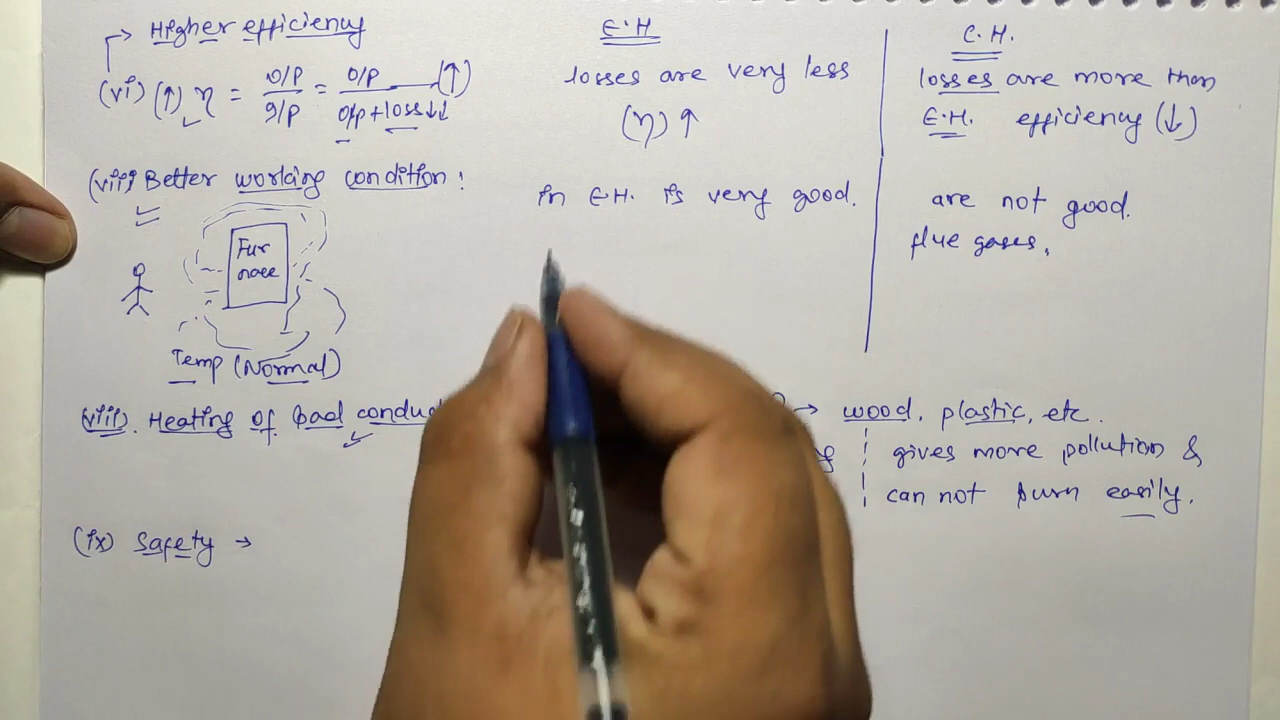 Higher efficiency
E.H
C.H.
(vi) (↑) η = O/P / I/P = O/P / O/P + loss↓↓ (↑)
losses are very less
(η) ↑
losses are more than
E.H. efficiency (↓)
(vii) Better working condition:
in E.H. is very good.
are not good.
flue gases.
Fur
nace
Temp (Normal)
(viii). Heating of bad conduc
→ wood, plastic, etc.
gives more pollution &
can not burn easily.
(ix) Safety →